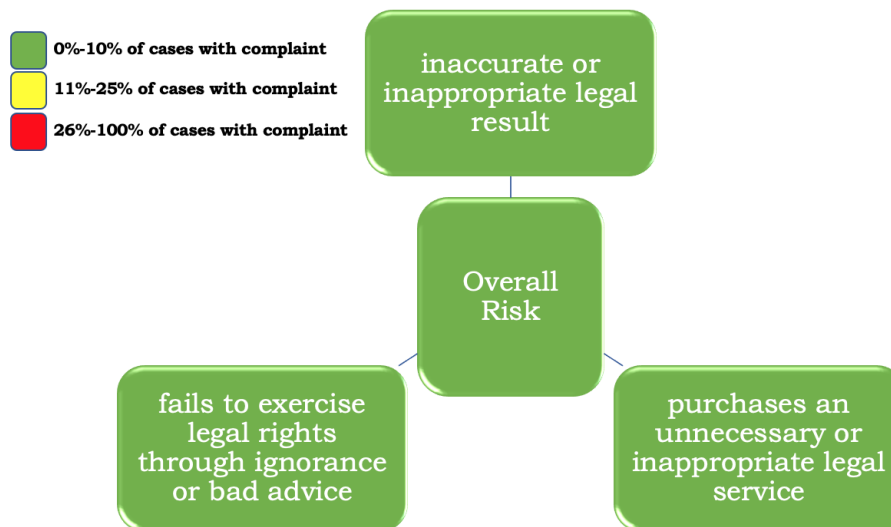 0%-10% of cases with complaint
11%-25% of cases with complaint
26%-100% of cases with complaint
inaccurate or
inappropriate legal
result
Overall
Risk
fails to exercise
legal rights
through ignorance
or bad advice
purchases an
unnecessary or
inappropriate legal
service